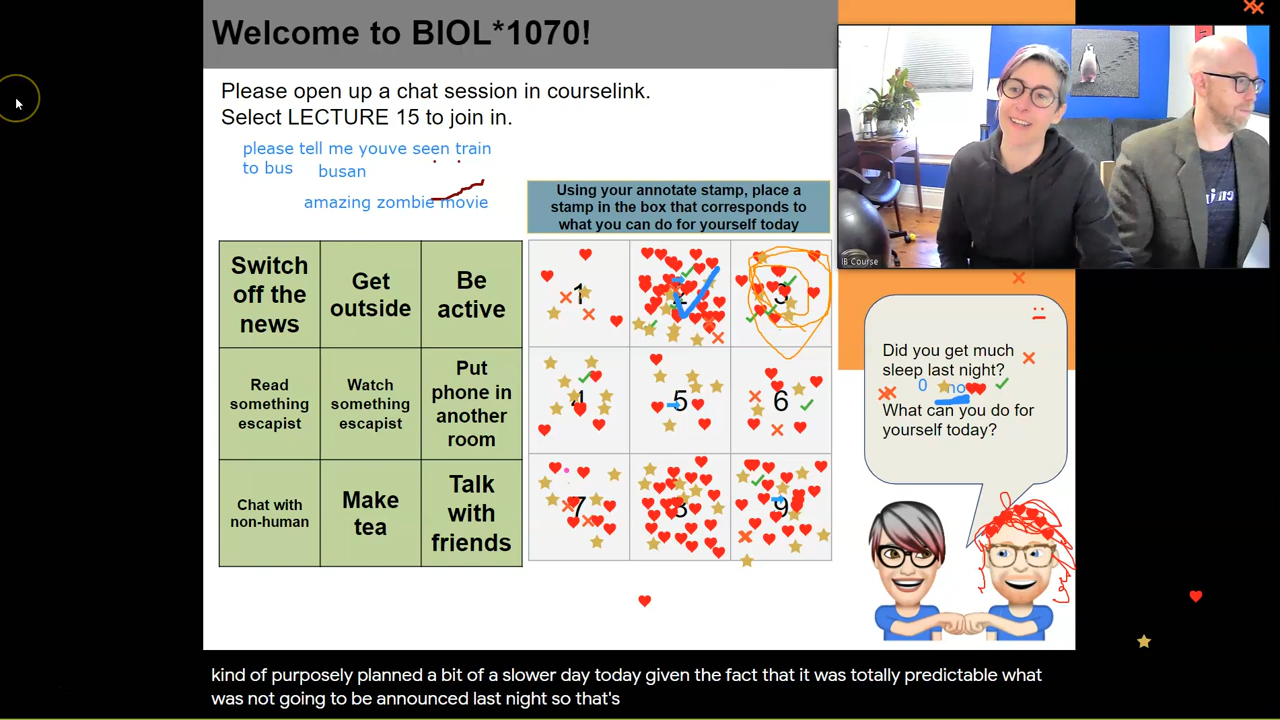 Welcome to BIOL*1070!
Please open up a chat session in courselink.
Select LECTURE 15 to join in.
please tell me youve seen train
to bus
busan
amazing zombie movie
Using your annotate stamp, place a
stamp in the box that corresponds to
what you can do for yourself today
Switch
off the
news
Get
outside
Be
active
1
2
3
Read
something
escapist
Watch
something
escapist
Put
phone in
another
room
4
5
6
Chat with
non-human
Make
tea
Talk
with
friends
7
8
9
IB Course
Did you get much
sleep last night?
0 no
What can you do for
yourself today?
kind of purposely planned a bit of a slower day today given the fact that it was totally predictable what
was not going to be announced last night so that's